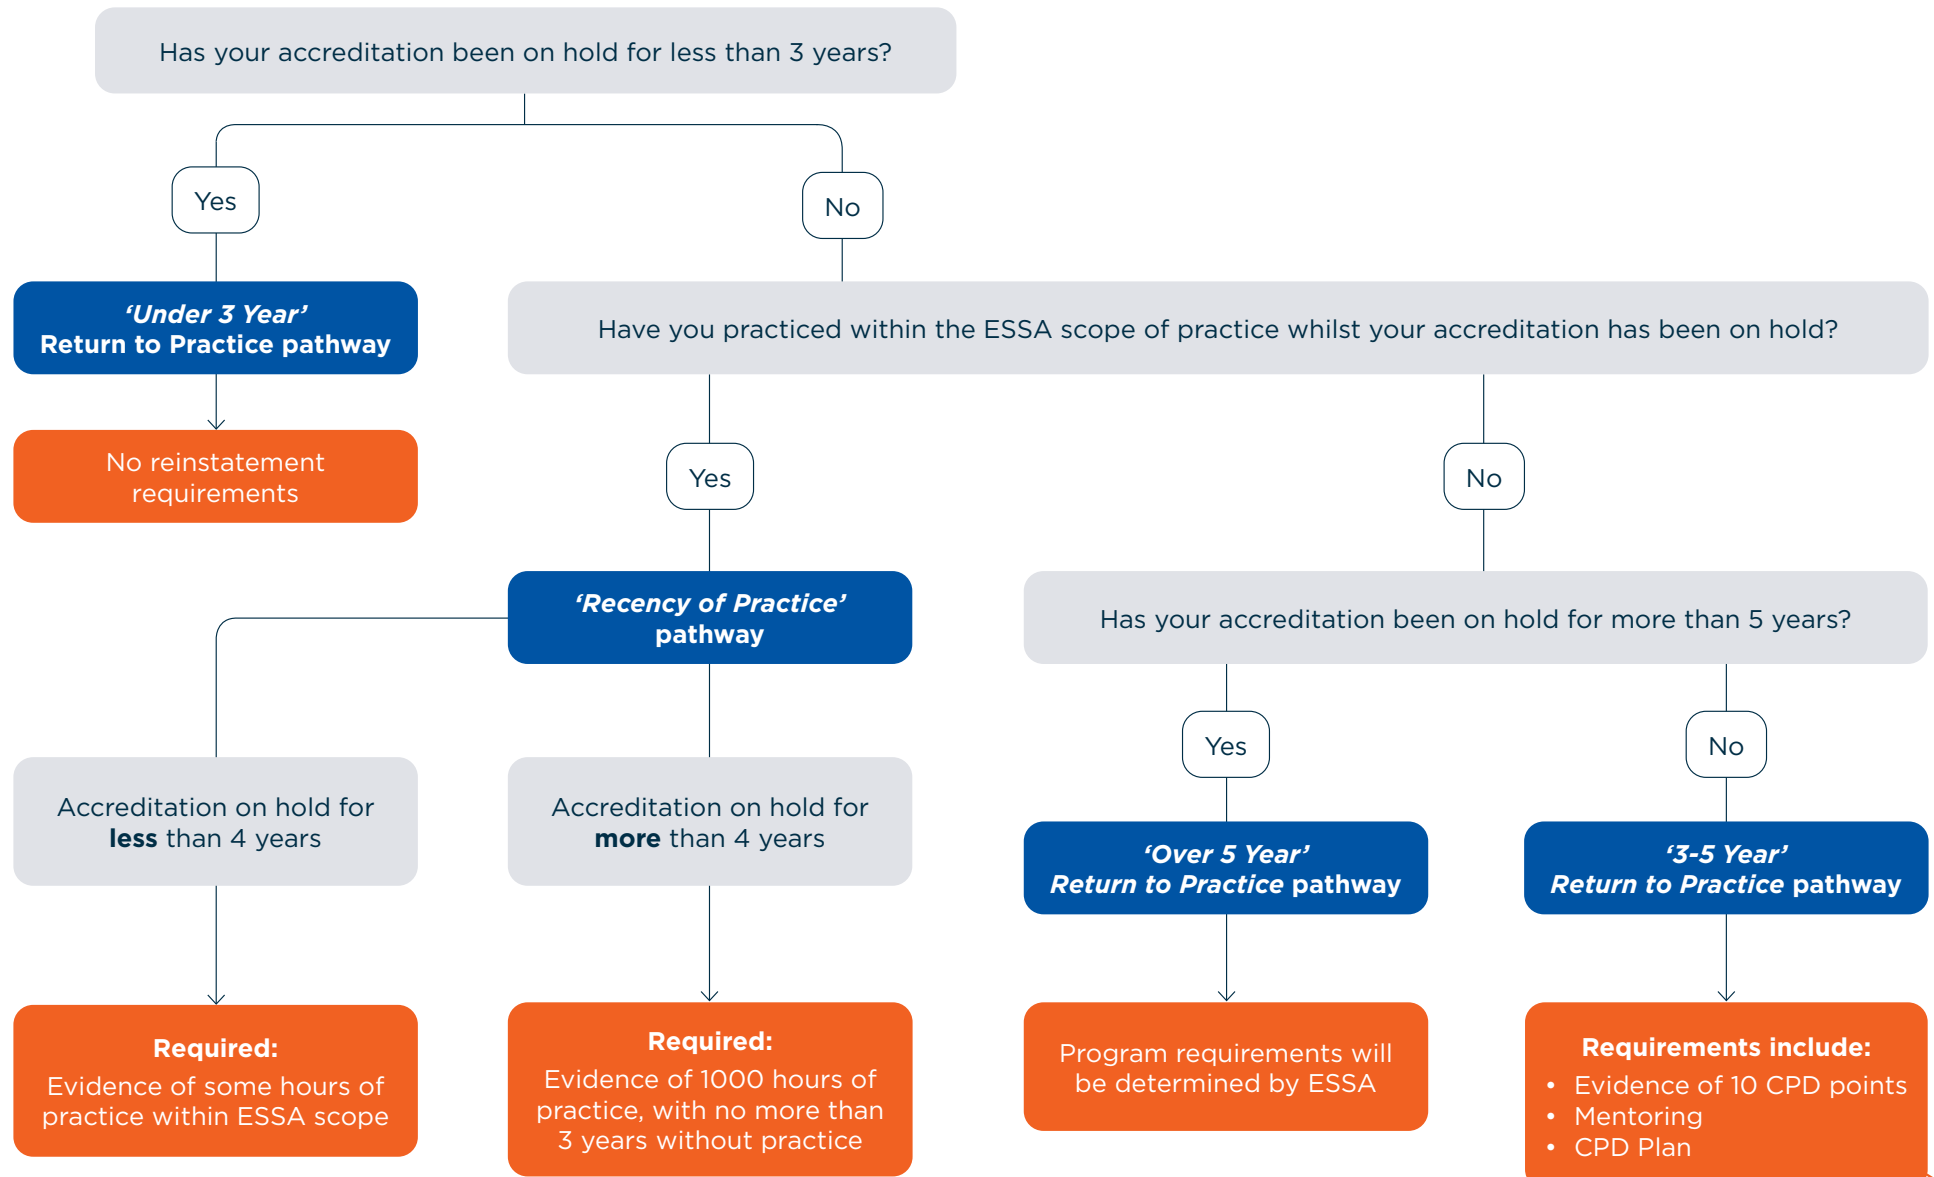 Has your accreditation been on hold for less than 3 years?
Yes
No
‘Under 3 Year’
Return to Practice pathway
Have you practiced within the ESSA scope of practice whilst your accreditation has been on hold?
No reinstatement
requirements
Yes
No
‘Recency of Practice’
pathway
Has your accreditation been on hold for more than 5 years?
Yes
No
Accreditation on hold for
less than 4 years
Accreditation on hold for
more than 4 years
‘Over 5 Year’
Return to Practice pathway
‘3-5 Year’
Return to Practice pathway
Required:
Evidence of some hours of
practice within ESSA scope
Required:
Evidence of 1000 hours of
practice, with no more than
3 years without practice
Program requirements will
be determined by ESSA
Requirements include:
• Evidence of 10 CPD points
• Mentoring
• CPD Plan